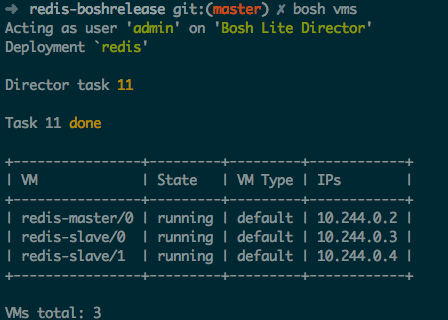 ➜ redis-boshrelease git:(master) ✗ bosh vms
Acting as user 'admin' on 'Bosh Lite Director'
Deployment `redis'
Director task 11
Task 11 done
+----------------+---------+---------+------------+
| VM             | State   | VM Type | IPs        |
+----------------+---------+---------+------------+
| redis-master/0 | running | default | 10.244.0.2 |
| redis-slave/0  | running | default | 10.244.0.3 |
| redis-slave/1  | running | default | 10.244.0.4 |
+----------------+---------+---------+------------+
VMs total: 3